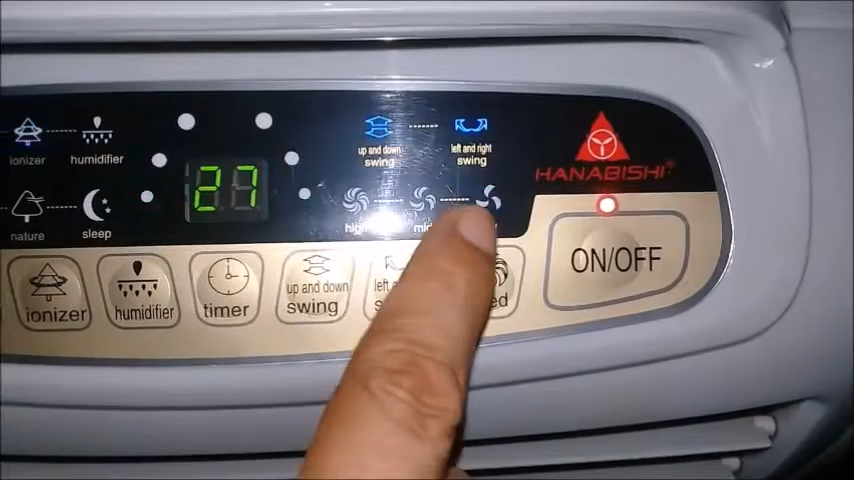 ionizer humidifier
up and down swing
left and right swing
HANABISHI
nature sleep
27
ON/OFF
ionizer humidifier timer up and down swing